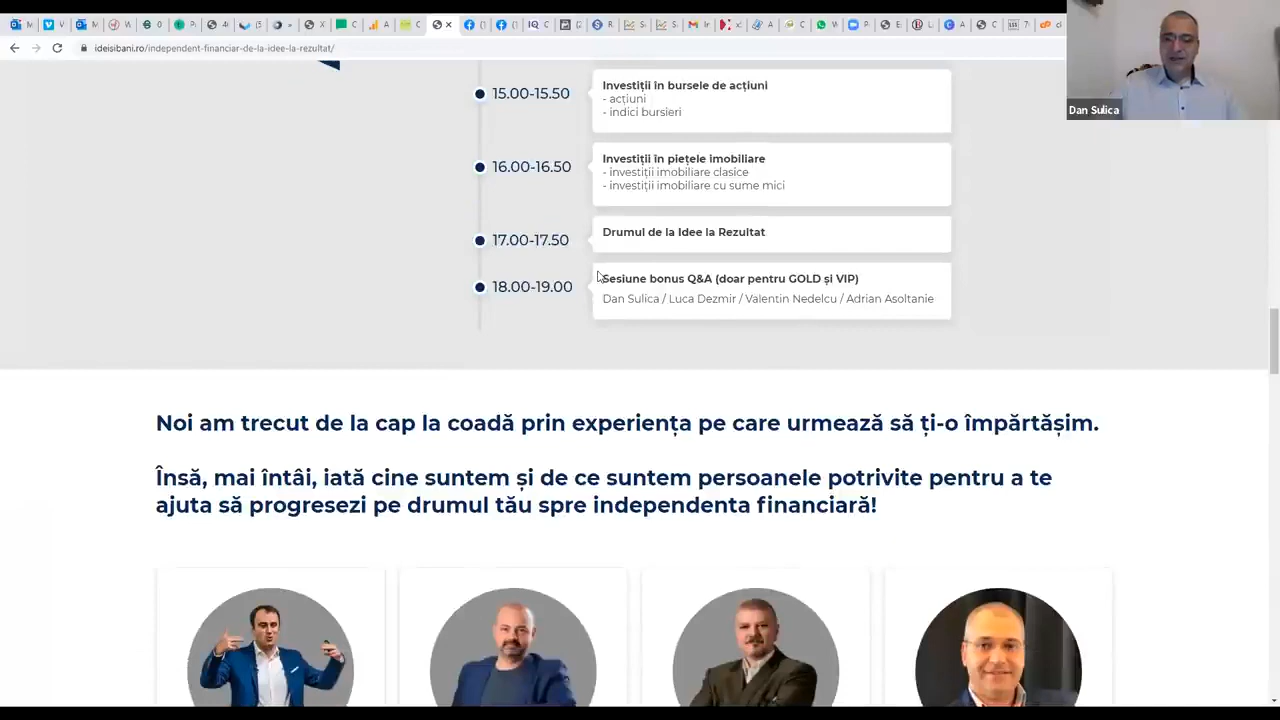 ideisibani.ro/independent-financiar-de-la-idee-la-rezultat/
Dan Sulica
15.00-15.50
Investiții în bursele de acțiuni
- acțiuni
- indici bursieri
16.00-16.50
Investiții în piețele imobiliare
- investiții imobiliare clasice
- investiții imobiliare cu sume mici
17.00-17.50
Drumul de la Idee la Rezultat
18.00-19.00
Sesiune bonus Q&A (doar pentru GOLD și VIP)
Dan Sulica / Luca Dezmir / Valentin Nedelcu / Adrian Asoltanie
Noi am trecut de la cap la coadă prin experiența pe care urmează să ți-o împărtășim.
Însă, mai întâi, iată cine suntem și de ce suntem persoanele potrivite pentru a te
ajuta să progresezi pe drumul tău spre independenta financiară!